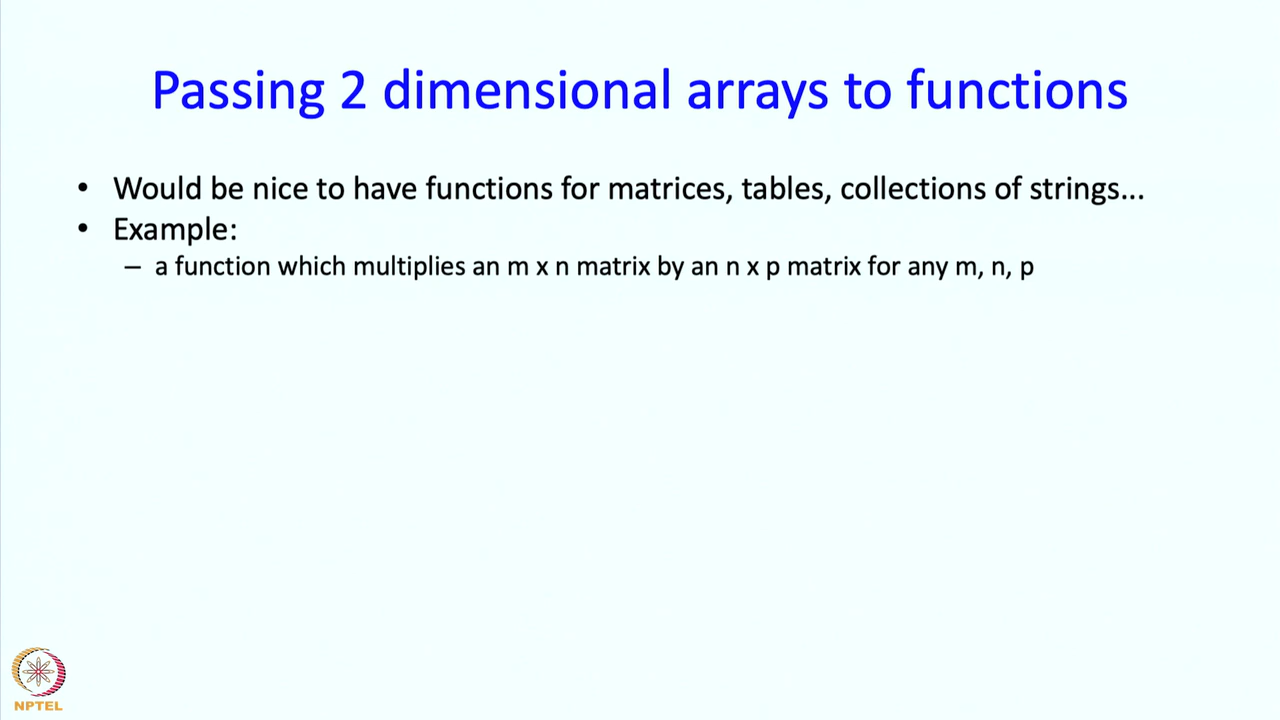 Passing 2 dimensional arrays to functions
• Would be nice to have functions for matrices, tables, collections of strings...
• Example:
– a function which multiplies an m x n matrix by an n x p matrix for any m, n, p
NPTEL